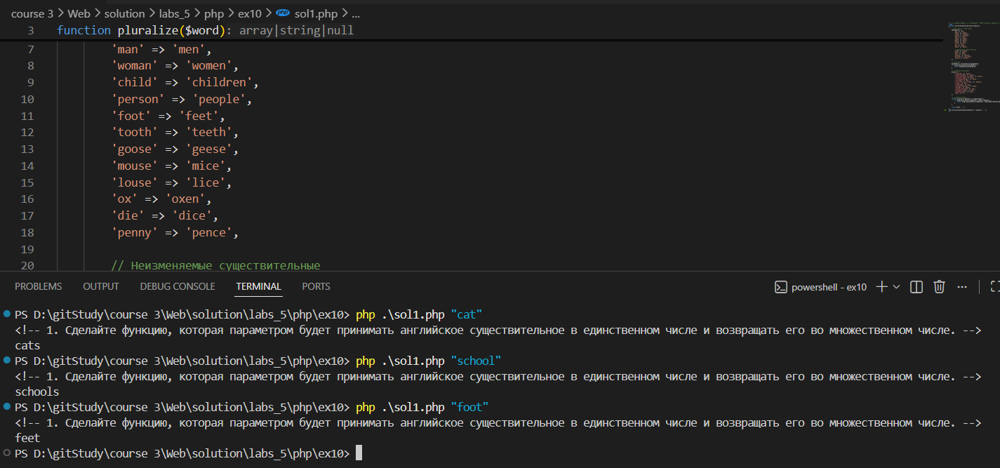 course 3 > Web > solution > labs_5 > php > ex10 > php sol1.php > ...
3 function pluralize($word): array|string|null
7 'man' => 'men',
8 'woman' => 'women',
9 'child' => 'children',
10 'person' => 'people',
11 'foot' => 'feet',
12 'tooth' => 'teeth',
13 'goose' => 'geese',
14 'mouse' => 'mice',
15 'louse' => 'lice',
16 'ox' => 'oxen',
17 'die' => 'dice',
18 'penny' => 'pence',
19
20 // Неизменяемые существительные
PROBLEMS OUTPUT DEBUG CONSOLE TERMINAL PORTS powershell - ex10
PS D:\gitStudy\course 3\Web\solution\labs_5\php\ex10> php .\sol1.php "cat"
<!-- 1. Сделайте функцию, которая параметром будет принимать английское существительное в единственном числе и возвращать его во множественном числе. -->
cats
PS D:\gitStudy\course 3\Web\solution\labs_5\php\ex10> php .\sol1.php "school"
<!-- 1. Сделайте функцию, которая параметром будет принимать английское существительное в единственном числе и возвращать его во множественном числе. -->
schools
PS D:\gitStudy\course 3\Web\solution\labs_5\php\ex10> php .\sol1.php "foot"
<!-- 1. Сделайте функцию, которая параметром будет принимать английское существительное в единственном числе и возвращать его во множественном числе. -->
feet
PS D:\gitStudy\course 3\Web\solution\labs_5\php\ex10>